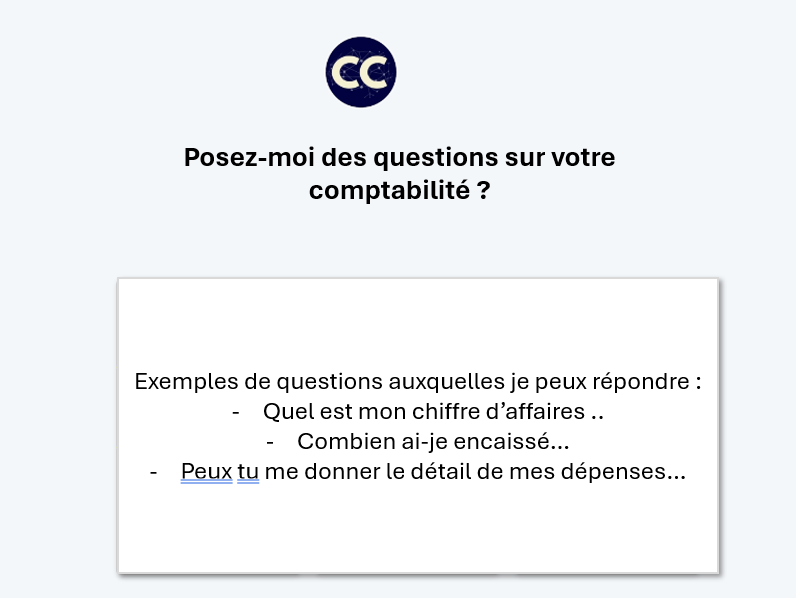 CC
Posez-moi des questions sur votre
comptabilité ?
Exemples de questions auxquelles je peux répondre :
- Quel est mon chiffre d’affaires ..
- Combien ai-je encaissé...
- Peux tu me donner le détail de mes dépenses...